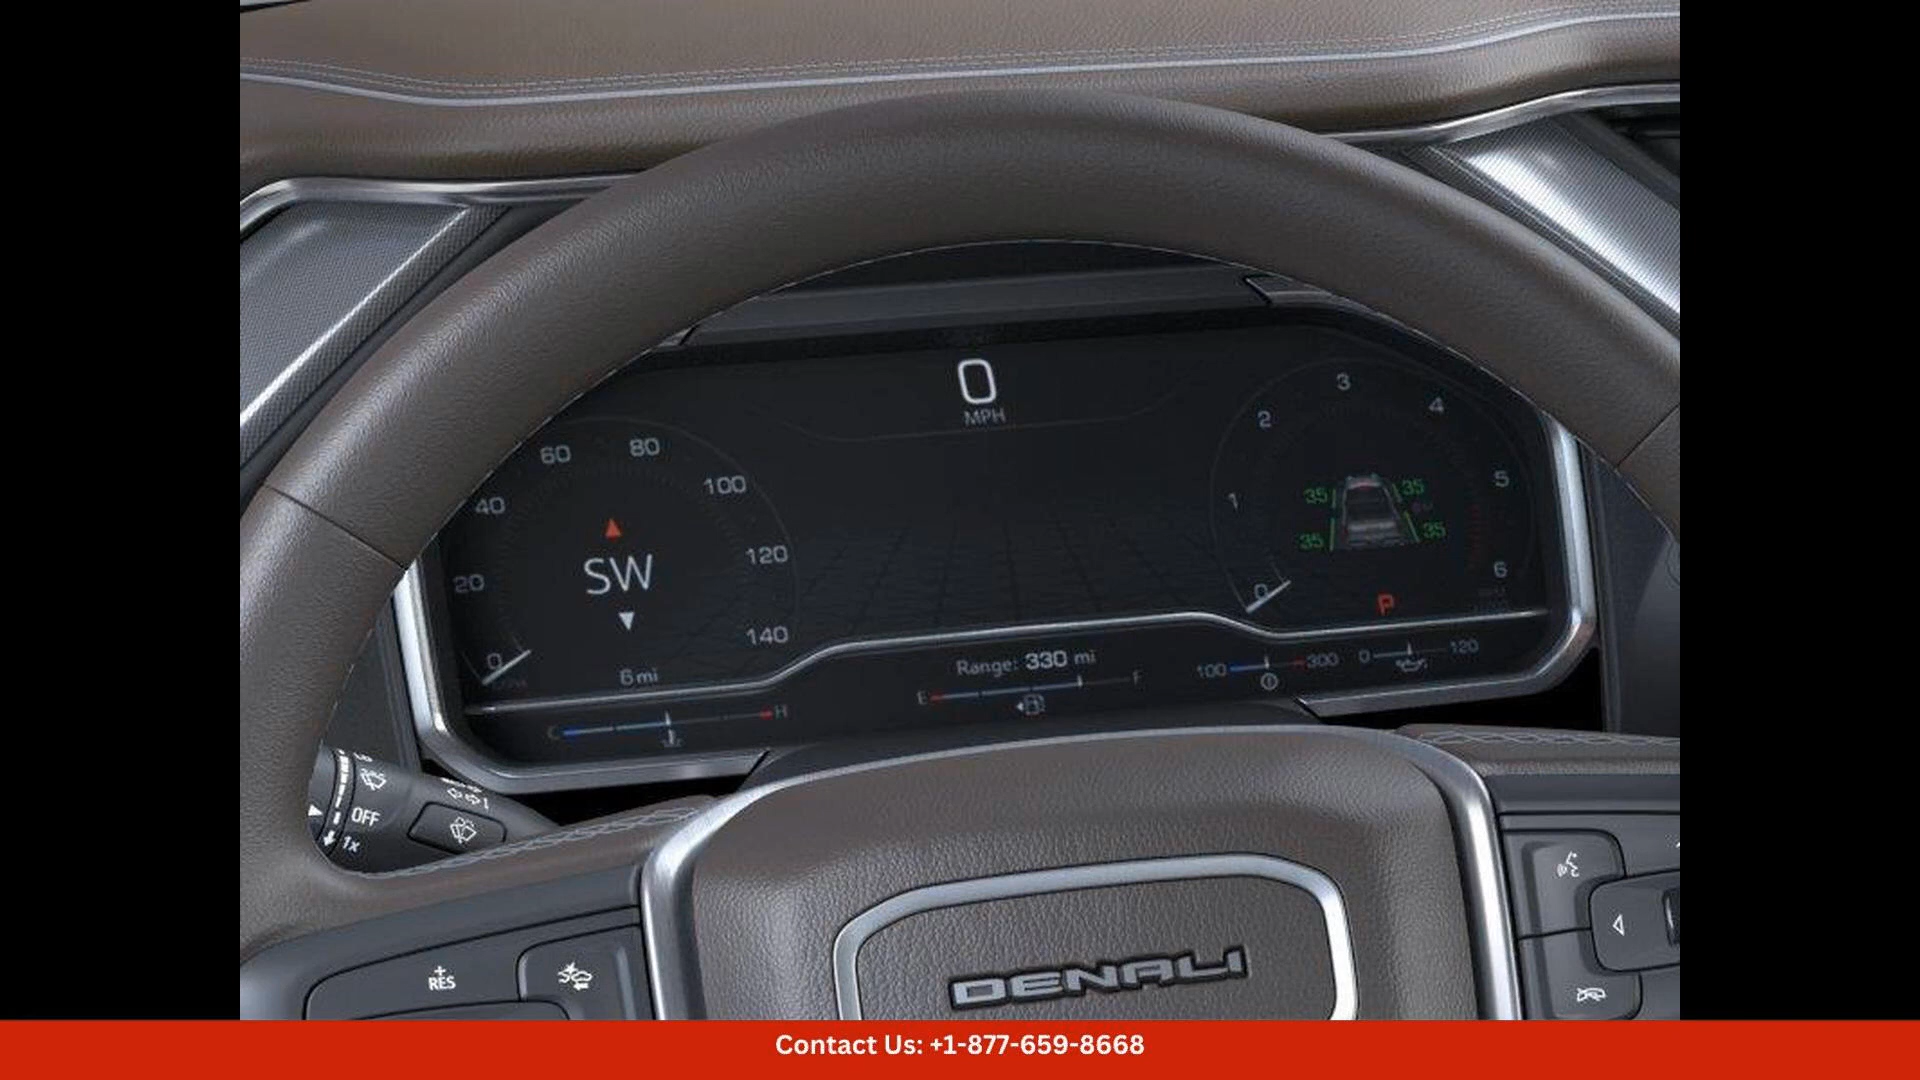 0
MPH
60 80
40 100
20 SW 120
0 140
6 mi
3
2 4
1 5
35 35
35 35
0 6
P
Range: 330 mi
E F
C H
100 300 0 120
OFF
1x
RES
DENALI
Contact Us: +1-877-659-8668